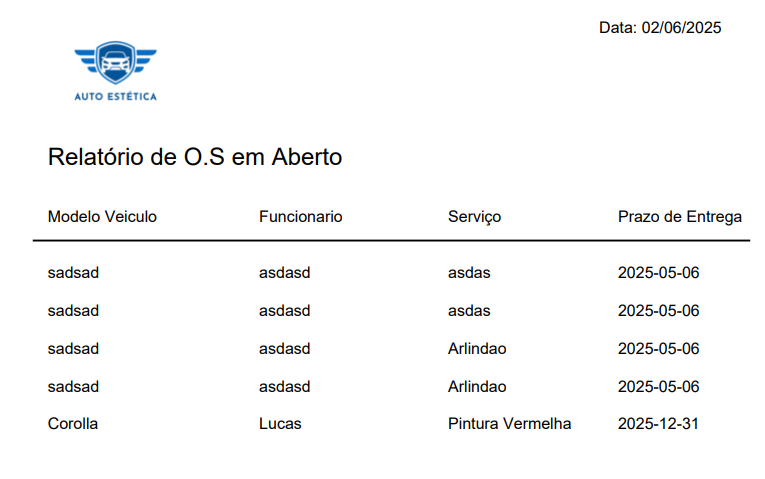 Data: 02/06/2025
AUTO ESTÉTICA
Relatório de O.S em Aberto
Modelo Veiculo Funcionario Serviço Prazo de Entrega
sadsad asdasd asdas 2025-05-06
sadsad asdasd asdas 2025-05-06
sadsad asdasd Arlindao 2025-05-06
sadsad asdasd Arlindao 2025-05-06
Corolla Lucas Pintura Vermelha 2025-12-31